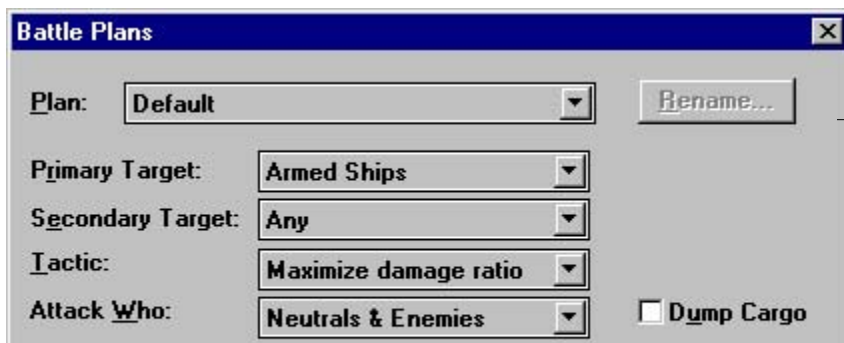 Battle Plans
Plan: Default Rename...
Primary Target: Armed Ships
Secondary Target: Any
Tactic: Maximize damage ratio
Attack Who: Neutrals & Enemies Dump Cargo